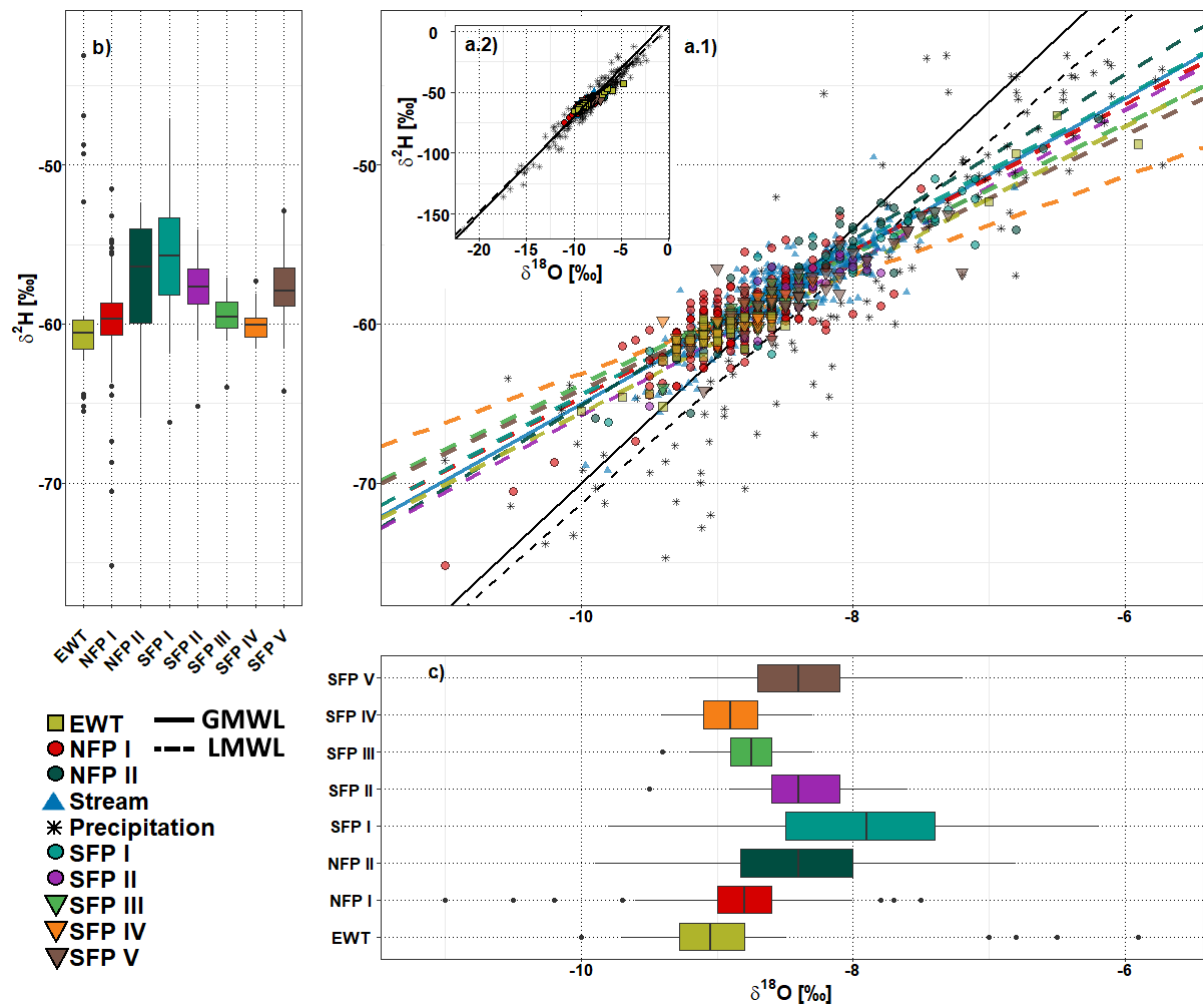 b)
a.2)
a.1)
0
-50
-100
-150
δ²H [‰]
-20
-15
-10
-5
0
δ¹⁸O [‰]
-50
-60
-70
δ²H [‰]
-50
-60
-70
-10
-8
-6
EWT
NFP I
NFP II
SFP I
SFP II
SFP III
SFP IV
SFP V
EWT
NFP I
NFP II
Stream
Precipitation
SFP I
SFP II
SFP III
SFP IV
SFP V
GMWL
LMWL
c)
SFP V
SFP IV
SFP III
SFP II
SFP I
NFP II
NFP I
EWT
-10
-8
-6
δ¹⁸O [‰]